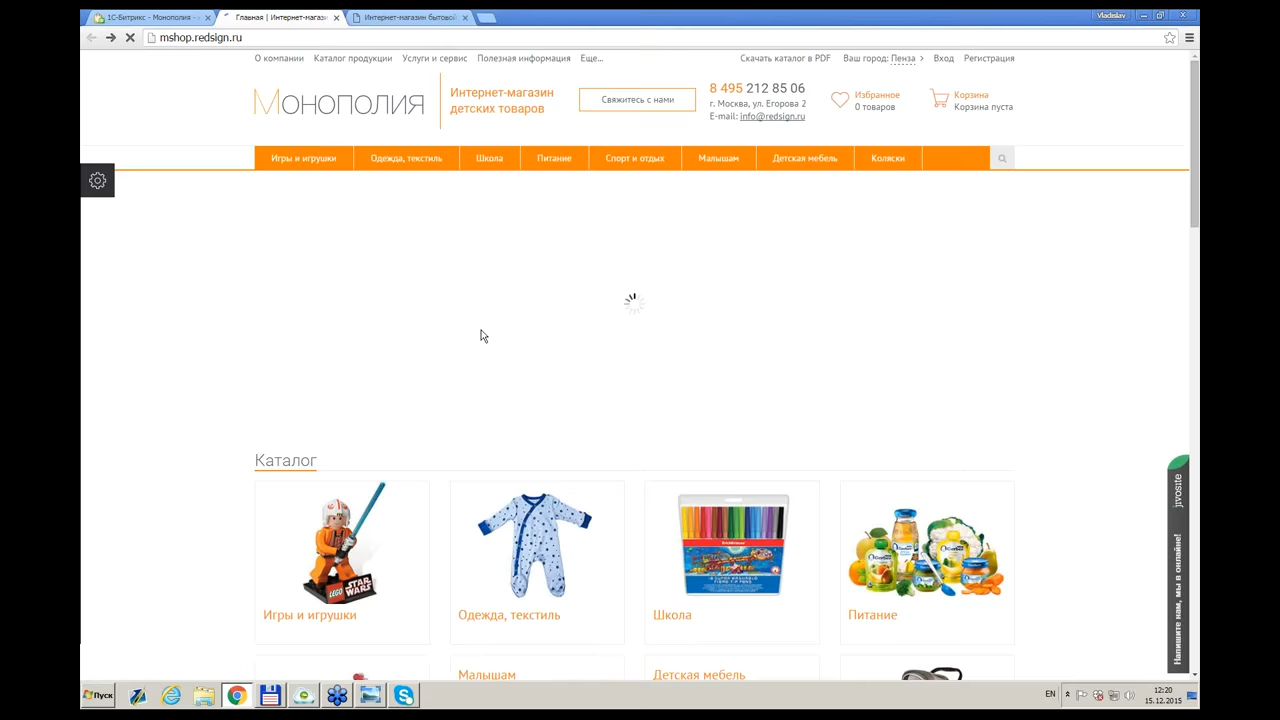 1С-Битрикс - Монополия -
Главная | Интернет-магази
Интернет-магазин бытовой
Vladislav
mshop.redsign.ru
О компании Каталог продукции Услуги и сервис Полезная информация Еще...
Скачать каталог в PDF Ваш город: Пенза Вход Регистрация
Монополия
Интернет-магазин
детских товаров
Свяжитесь с нами
8 495 212 85 06
г. Москва, ул. Егорова 2
E-mail: info@redsign.ru
Избранное
0 товаров
Корзина
Корзина пуста
Игры и игрушки Одежда, текстиль Школа Питание Спорт и отдых Малышам Детская мебель Коляски
Каталог
LEGO STAR WARS
Игры и игрушки
Одежда, текстиль
Школа
Питание
Малышам
Детская мебель
jivosite
Напишите нам, мы в онлайне!
Пуск
EN
12:20
15.12.2015